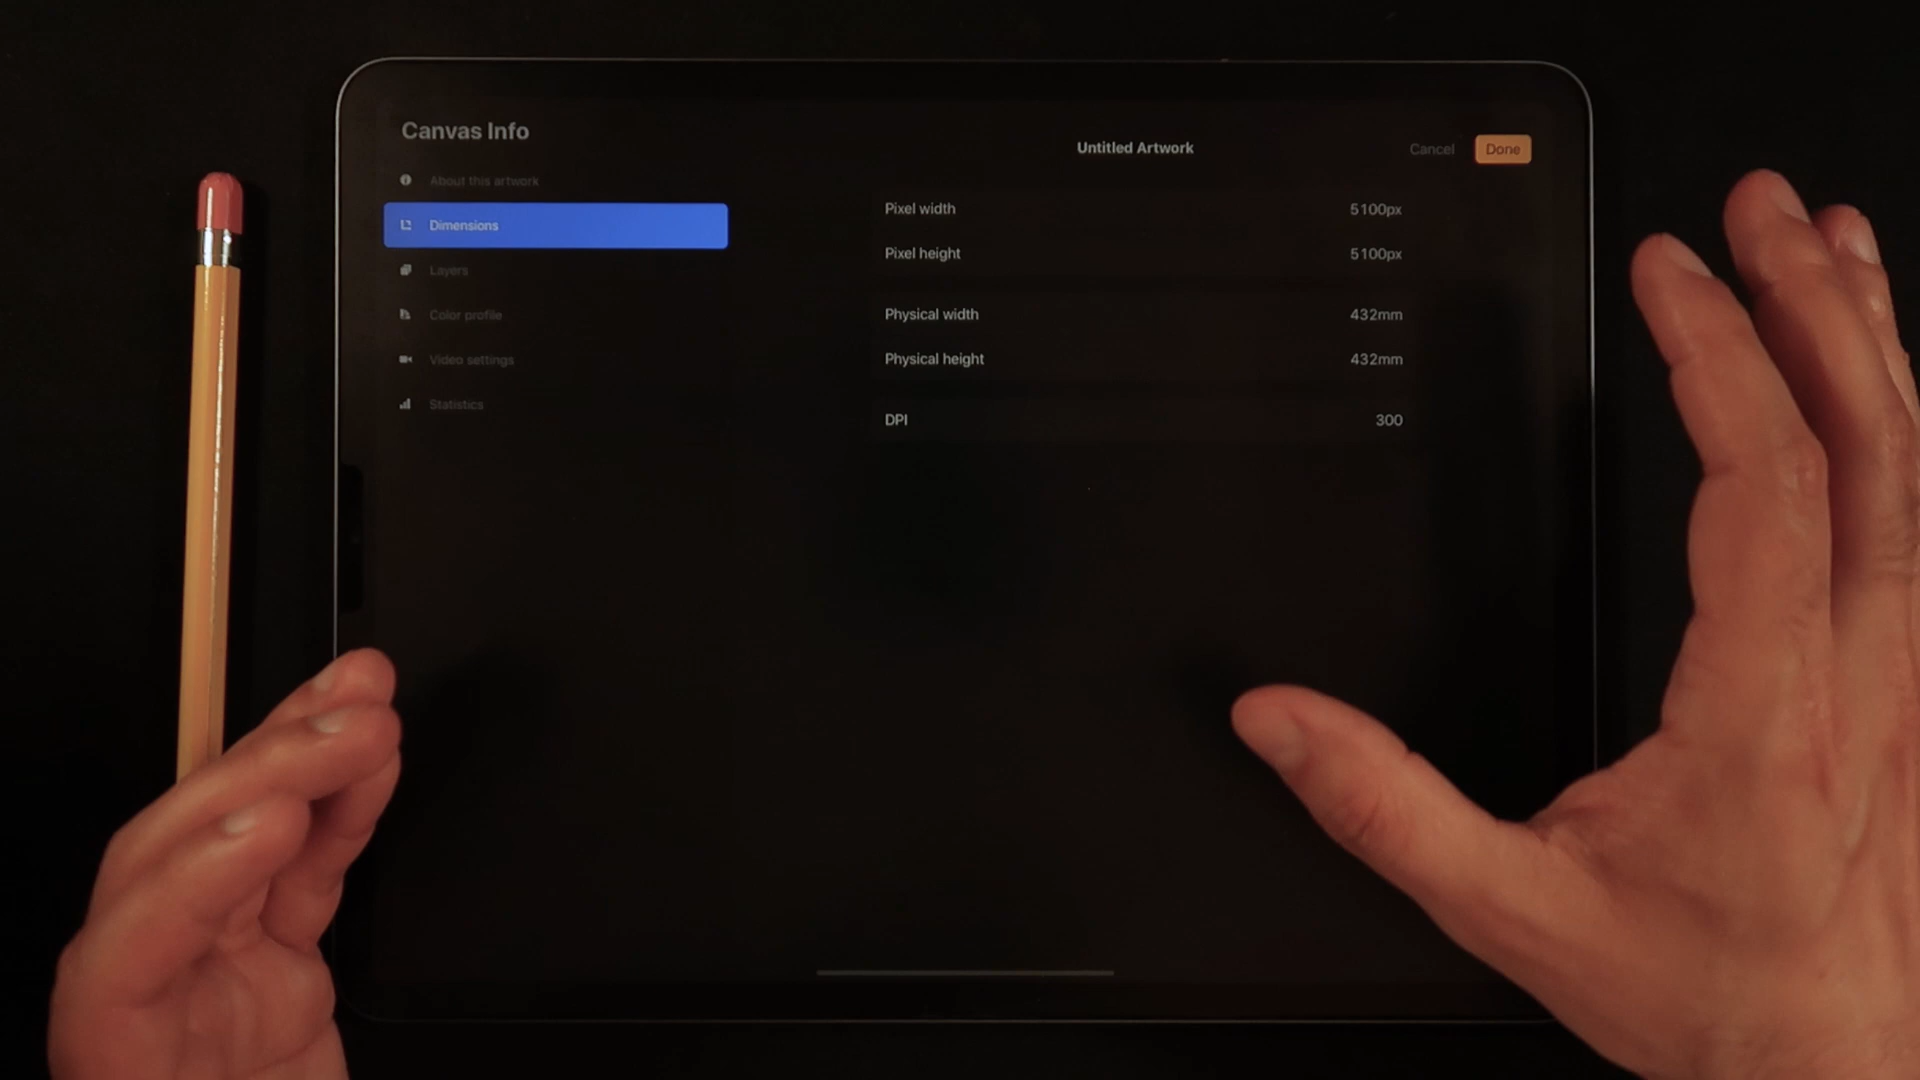 Canvas Info
Untitled Artwork
Cancel
Done
About this artwork
Dimensions
Layers
Color profile
Video settings
Statistics
Pixel width 5100px
Pixel height 5100px
Physical width 432mm
Physical height 432mm
DPI 300